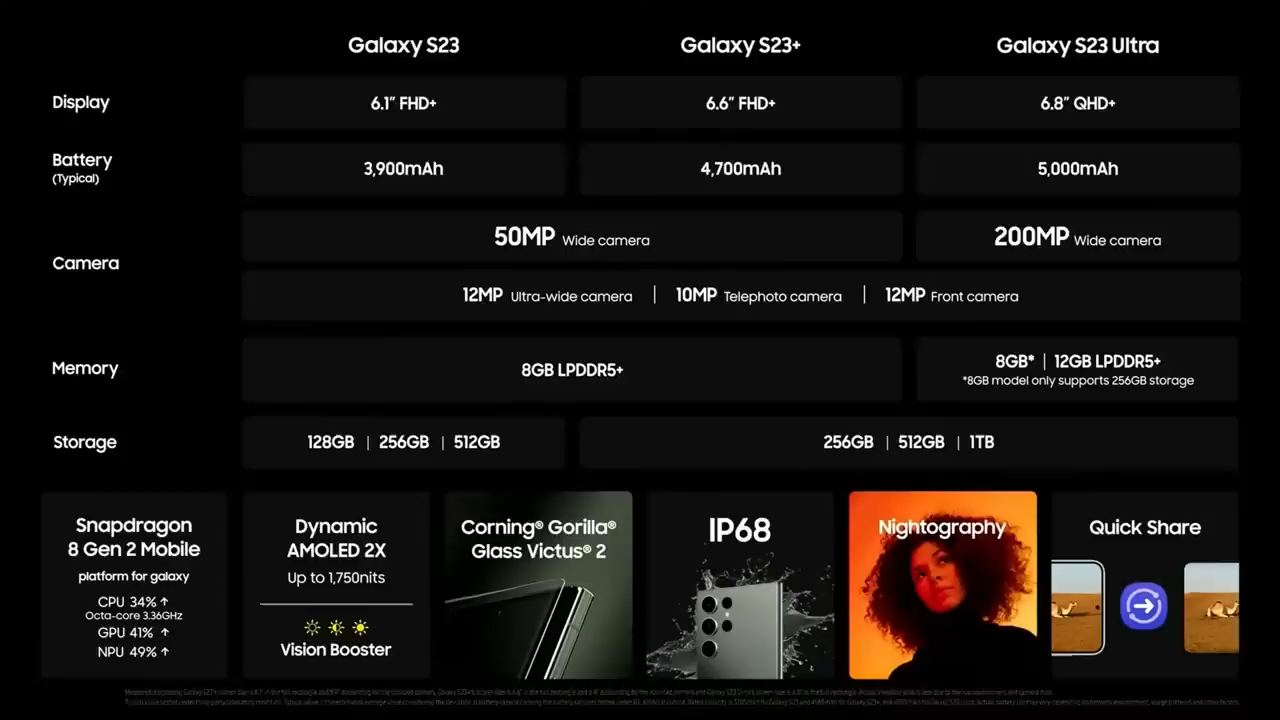 Galaxy S23 Galaxy S23+ Galaxy S23 Ultra
Display 6.1” FHD+ 6.6” FHD+ 6.8” QHD+
Battery 3,900mAh 4,700mAh 5,000mAh
(Typical)
50MP Wide camera 200MP Wide camera
Camera
12MP Ultra-wide camera | 10MP Telephoto camera | 12MP Front camera
Memory 8GB LPDDR5+ 8GB* | 12GB LPDDR5+
*8GB model only supports 256GB storage
Storage 128GB | 256GB | 512GB 256GB | 512GB | 1TB
Snapdragon
8 Gen 2 Mobile
platform for galaxy
CPU 34% ↑
Octa-core 3.36GHz
GPU 41% ↑
NPU 49% ↑
Dynamic
AMOLED 2X
Up to 1,750nits
Vision Booster
Corning® Gorilla®
Glass Victus® 2
IP68
Nightography
Quick Share